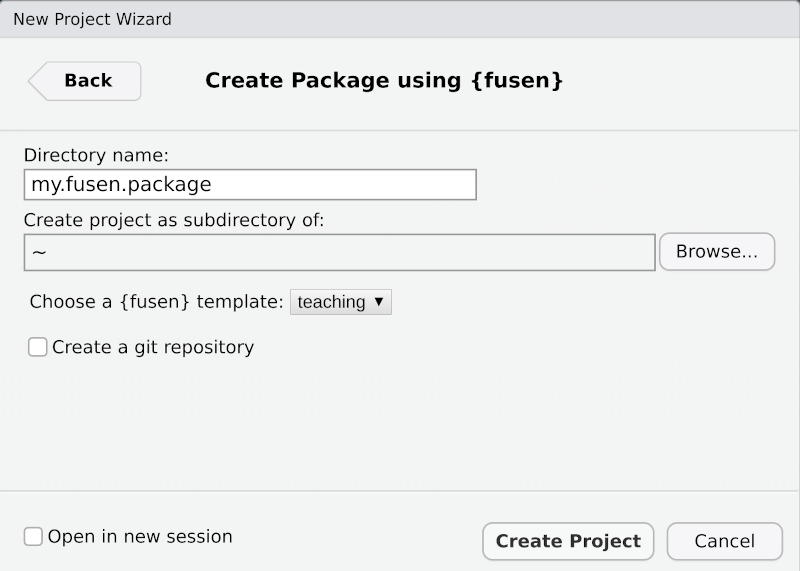 New Project Wizard
Back
Create Package using {fusen}
Directory name:
my.fusen.package
Create project as subdirectory of:
~
Browse...
Choose a {fusen} template: teaching ▼
Create a git repository
Open in new session
Create Project
Cancel